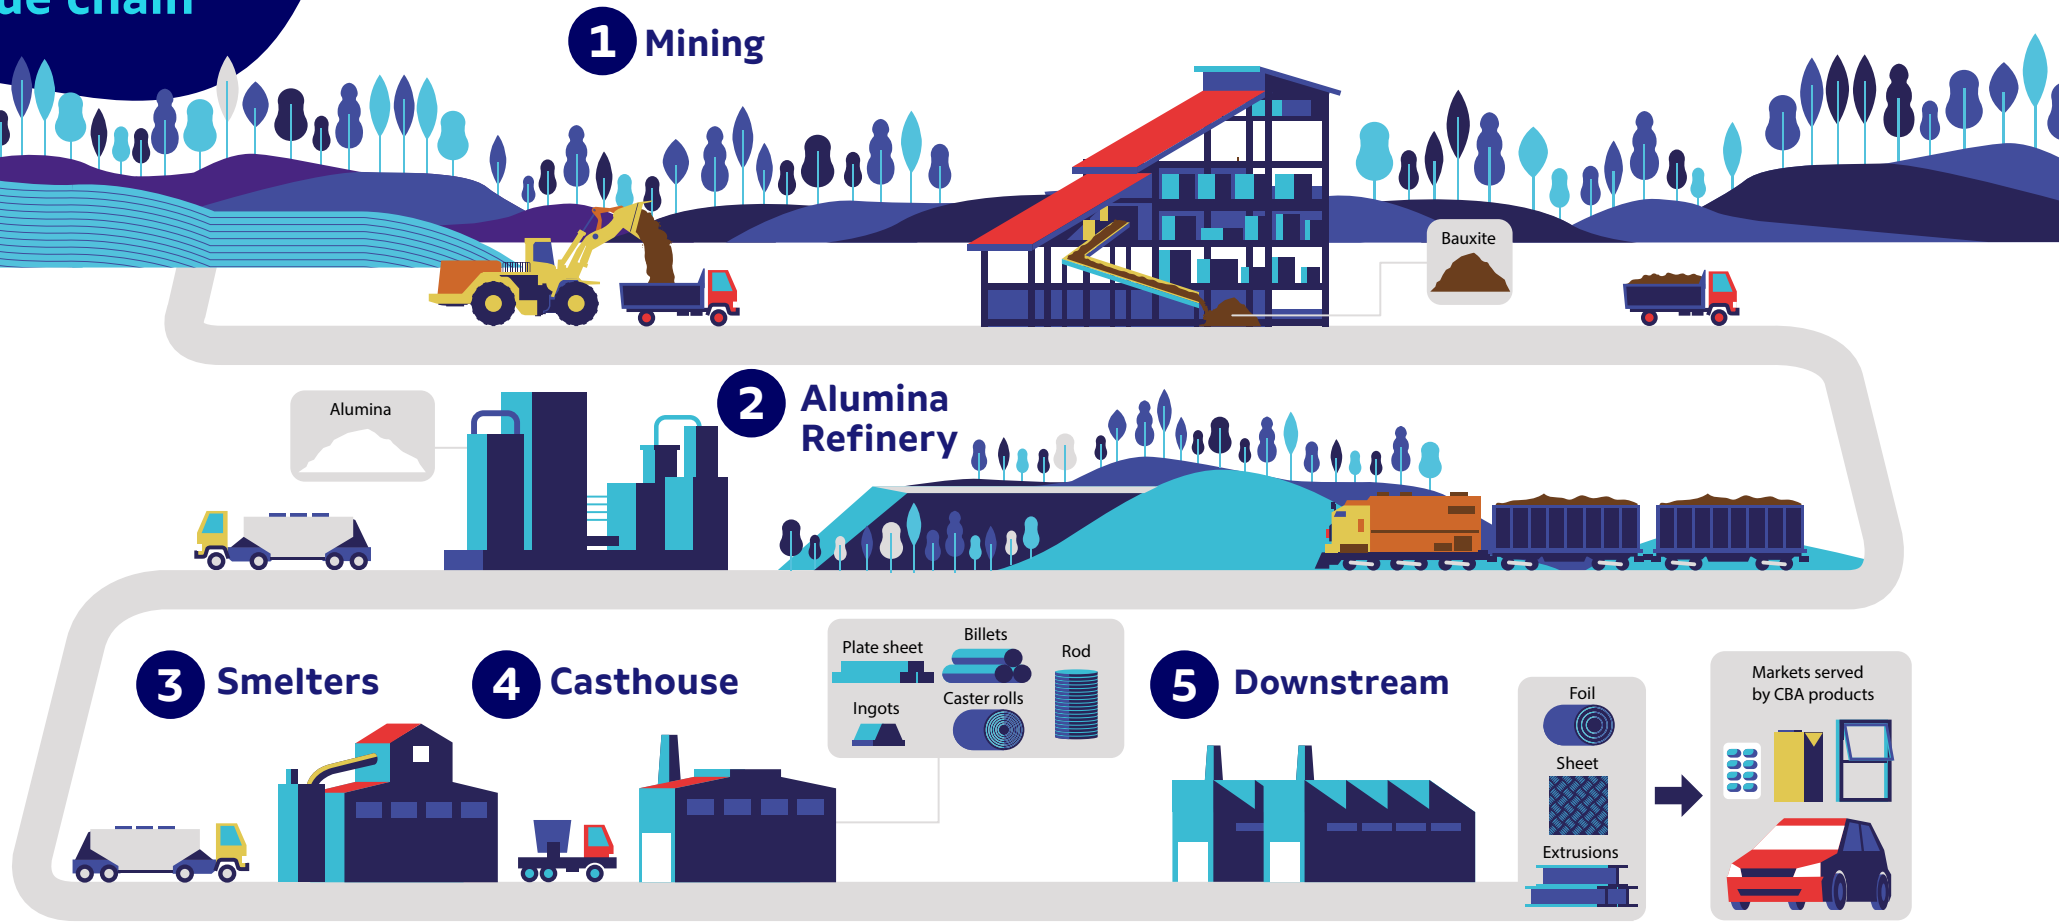 chain
1 Mining
Bauxite
Alumina
2 Alumina
Refinery
3 Smelters
4 Casthouse
Plate sheet
Billets
Rod
Ingots
Caster rolls
5 Downstream
Foil
Sheet
Extrusions
Markets served
by CBA products